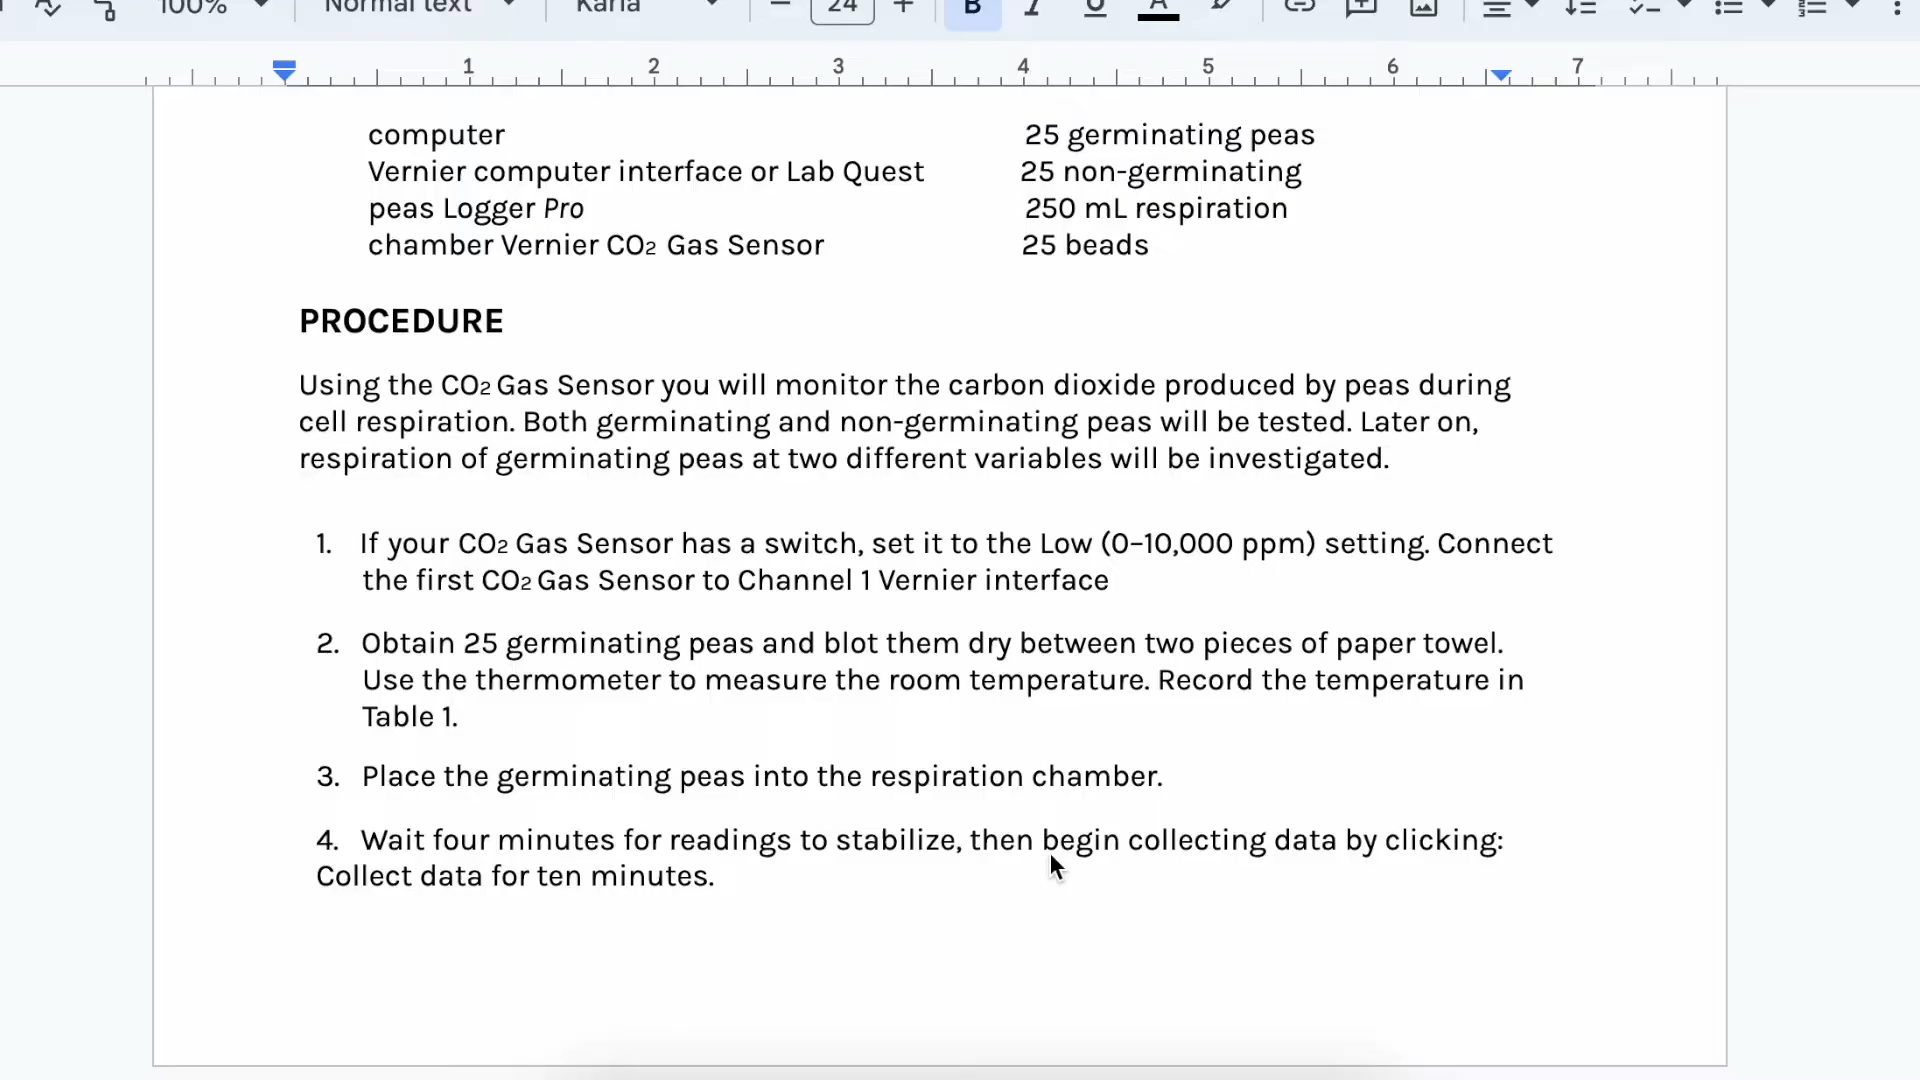 100% Normal text Karla 24 B I U A
1 2 3 4 5 6 7
computer 25 germinating peas
Vernier computer interface or Lab Quest 25 non-germinating
peas Logger Pro 250 mL respiration
chamber Vernier CO₂ Gas Sensor 25 beads
PROCEDURE
Using the CO₂ Gas Sensor you will monitor the carbon dioxide produced by peas during
cell respiration. Both germinating and non-germinating peas will be tested. Later on,
respiration of germinating peas at two different variables will be investigated.
1. If your CO₂ Gas Sensor has a switch, set it to the Low (0–10,000 ppm) setting. Connect
the first CO₂ Gas Sensor to Channel 1 Vernier interface
2. Obtain 25 germinating peas and blot them dry between two pieces of paper towel.
Use the thermometer to measure the room temperature. Record the temperature in
Table 1.
3. Place the germinating peas into the respiration chamber.
4. Wait four minutes for readings to stabilize, then begin collecting data by clicking:
Collect data for ten minutes.